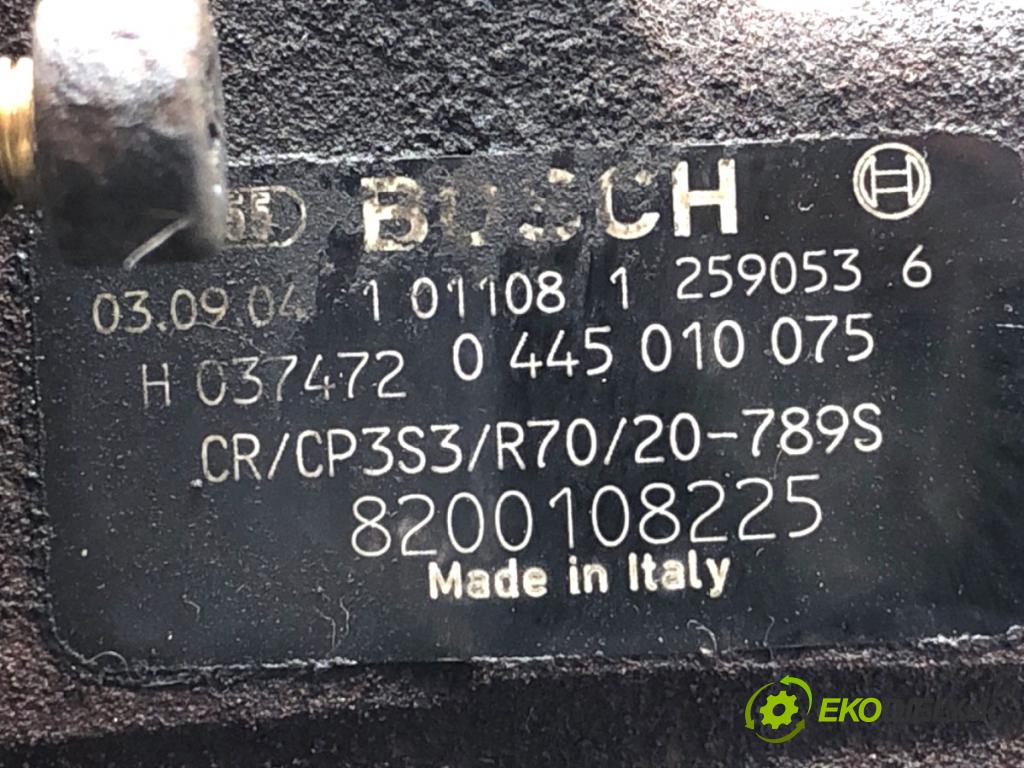 BOSCH
03.09.04 1 01108 1 259053 6
H 037472 0 445 010 075
CR/CP3S3/R70/20-789S
8200108225
Made in Italy
EKO